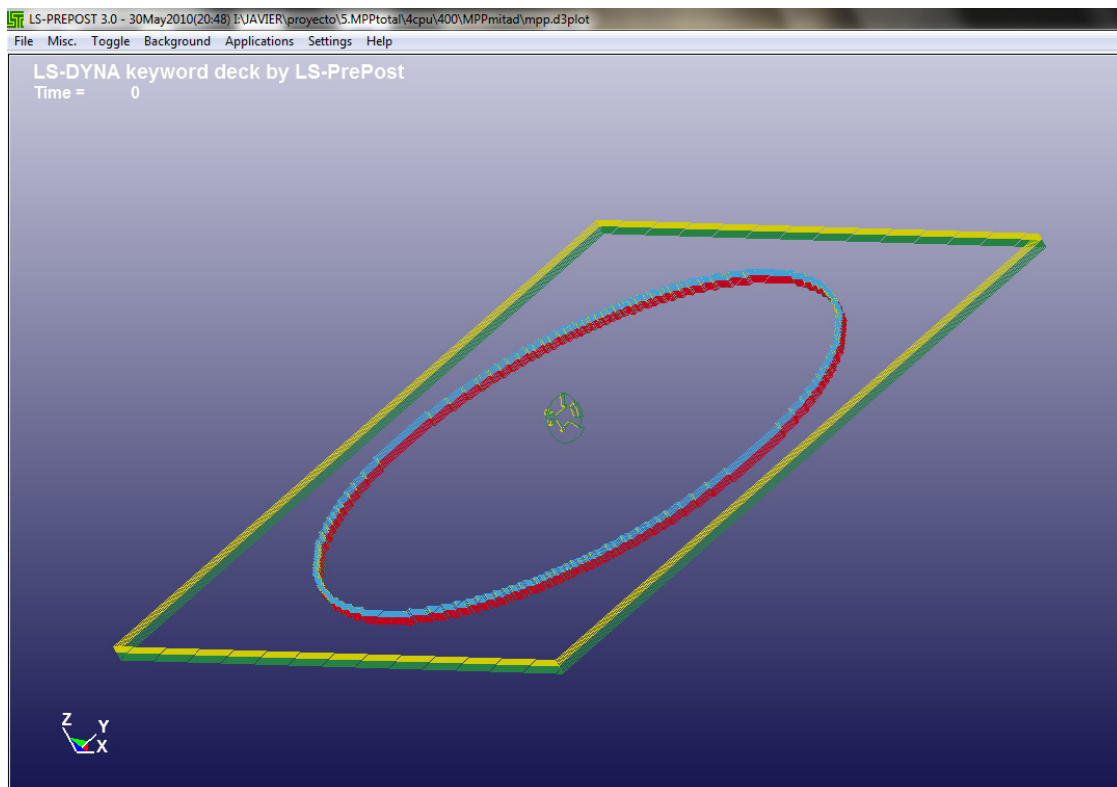 LS-PREPOST 3.0 - 30May2010(20:48) I:\JAVIER\proyecto\5.MPPtotal\4cpu\400\MPPmitad\mpp.d3plot
File Misc. Toggle Background Applications Settings Help
LS-DYNA keyword deck by LS-PrePost
Time = 0
Z
Y
X